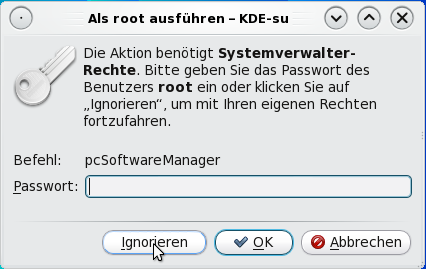 Als root ausführen – KDE-su
Die Aktion benötigt Systemverwalter-
Rechte. Bitte geben Sie das Passwort des
Benutzers root ein oder klicken Sie auf
„Ignorieren“, um mit Ihren eigenen Rechten
fortzufahren.
Befehl: pcSoftwareManager
Passwort:
Ignorieren OK Abbrechen